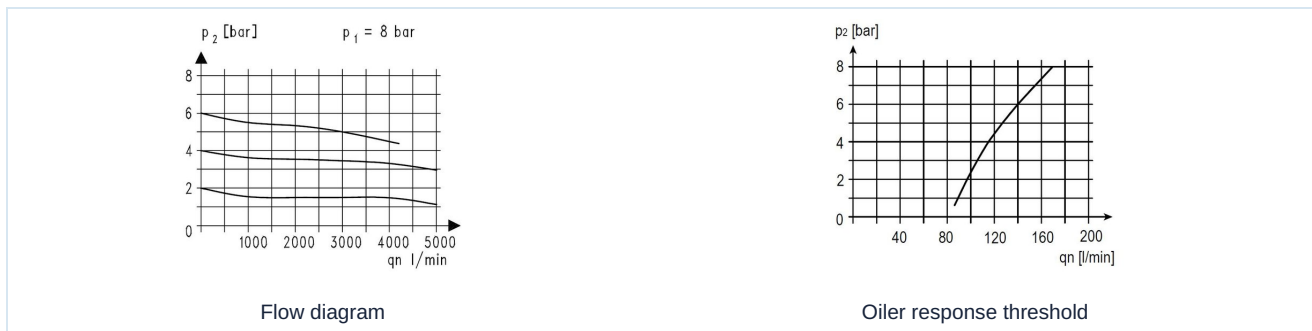 p2 [bar] p1 = 8 bar
8
6
4
2
0
1000 2000 3000 4000 5000
qn l/min
Flow diagram
p2 [bar]
8
6
4
2
0
40 80 120 160 200
qn [l/min]
Oiler response threshold